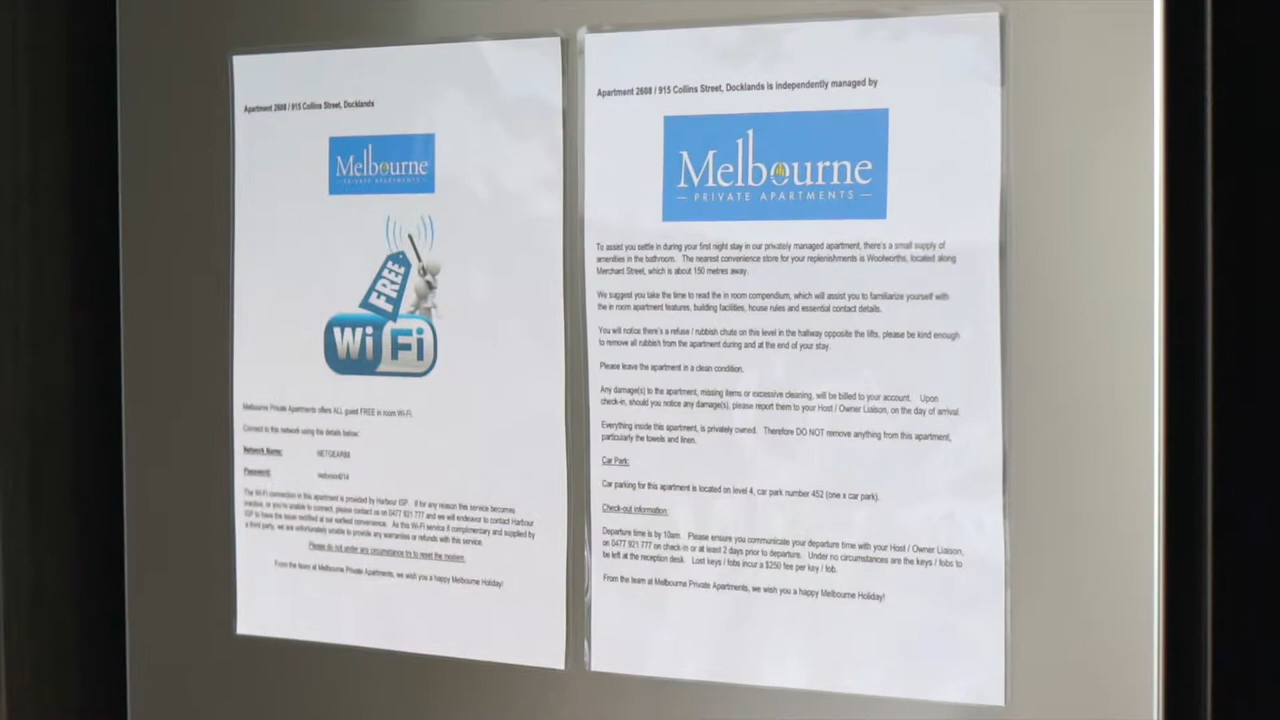 Apartment 2608 / 915 Collins Street, Docklands
Melbourne
PRIVATE APARTMENTS
FREE
WiFi
Melbourne Private Apartments offers ALL guest FREE in room Wi-Fi.
Connect to this network using the details below:
Network Name: NETGEAR88
Password:
The Wi-Fi connection in this apartment is provided by Harbour ISP. If for any reason this service becomes
inactive, or you're unable to connect, please contact us on 0477 921 777 and we will endeavor to contact Harbour
ISP to have the issue rectified at our earliest convenience. As this Wi-Fi service if complimentary and supplied by
a third party, we are unfortunately unable to provide any warranties or refunds with this service.
Please do not under any circumstance try to reset the modem.
From the team at Melbourne Private Apartments, we wish you a happy Melbourne Holiday!
Apartment 2608 / 915 Collins Street, Docklands is independently managed by
Melbourne
PRIVATE APARTMENTS
To assist you settle in during your first night stay in our privately managed apartment, there's a small supply of
amenities in the bathroom. The nearest convenience store for your replenishments is Woolworths, located along
Merchant Street, which is about 150 metres away.
We suggest you take the time to read the in room compendium, which will assist you to familiarize yourself with
the in room apartment features, building facilities, house rules and essential contact details.
You will notice there's a refuse / rubbish chute on this level in the hallway opposite the lifts, please be kind enough
to remove all rubbish from the apartment during and at the end of your stay.
Please leave the apartment in a clean condition.
Any damage(s) to the apartment, missing items or excessive cleaning, will be billed to your account. Upon
check-in, should you notice any damage(s), please report them to your Host / Owner Liaison, on the day of arrival.
Everything inside this apartment, is privately owned. Therefore DO NOT remove anything from this apartment,
particularly the towels and linen.
Car Park:
Car parking for this apartment is located on level 4, car park number 452 (one x car park).
Check-out information:
Departure time is by 10am. Please ensure you communicate your departure time with your Host / Owner Liaison,
on 0477 921 777 on check-in or at least 2 days prior to departure. Under no circumstances are the keys / fobs to
be left at the reception desk. Lost keys / fobs incur a $250 fee per key / fob.
From the team at Melbourne Private Apartments, we wish you a happy Melbourne Holiday!